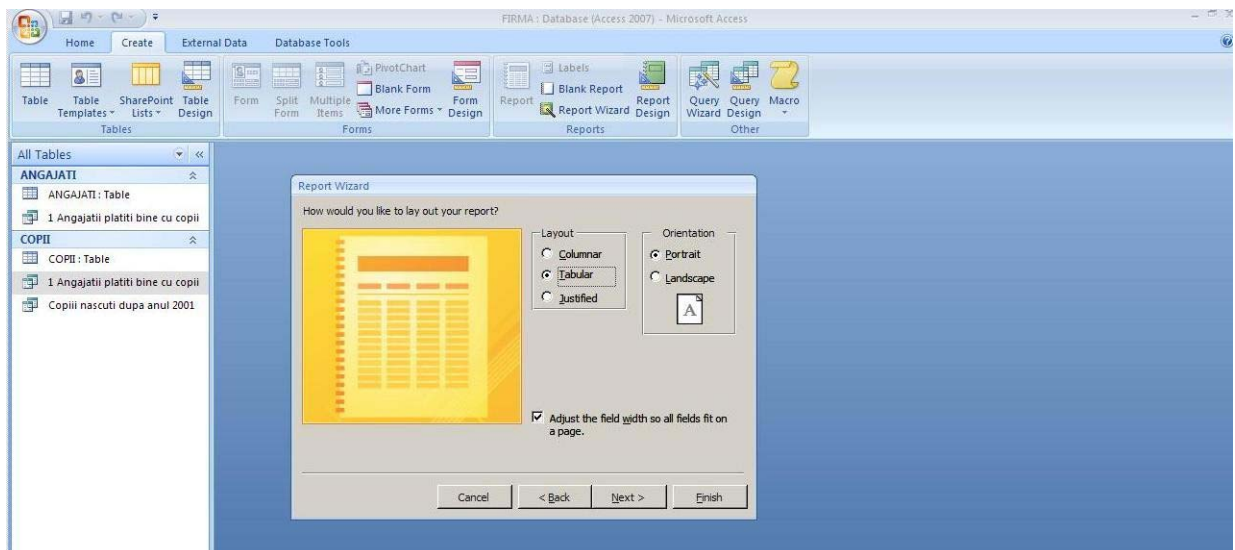 FIRMA : Database (Access 2007) - Microsoft Access
Home Create External Data Database Tools
Table
Table Templates
SharePoint Lists
Table Design
Tables
Form
Split Form
Multiple Items
PivotChart
Blank Form
More Forms
Form Design
Forms
Report
Labels
Blank Report
Report Wizard
Report Design
Reports
Query Wizard
Query Design
Macro
Other
All Tables
ANGAJATI
ANGAJATI : Table
1 Angajatii platiti bine cu copii
COPII
COPII : Table
1 Angajatii platiti bine cu copii
Copiii nascuti dupa anul 2001
Report Wizard
How would you like to lay out your report?
Layout
Columnar
Tabular
Justified
Orientation
Portrait
Landscape
A
Adjust the field width so all fields fit on
a page.
Cancel < Back Next > Finish